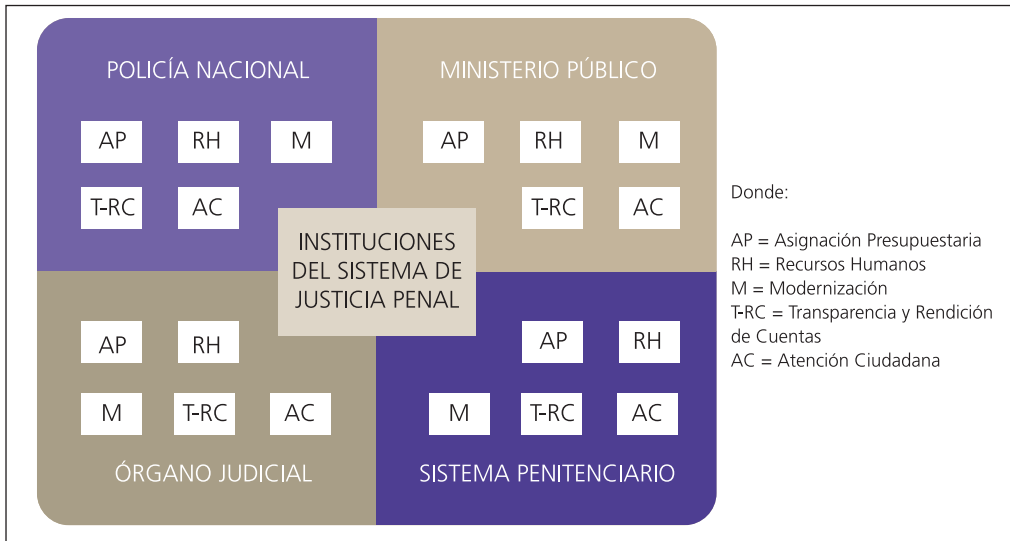 POLICÍA NACIONAL
AP RH M
T-RC AC
MINISTERIO PÚBLICO
AP RH M
T-RC AC
INSTITUCIONES
DEL SISTEMA DE
JUSTICIA PENAL
AP RH
M T-RC AC
ÓRGANO JUDICIAL
AP RH
M T-RC AC
SISTEMA PENITENCIARIO
Donde:
AP = Asignación Presupuestaria
RH = Recursos Humanos
M = Modernización
T-RC = Transparencia y Rendición
de Cuentas
AC = Atención Ciudadana